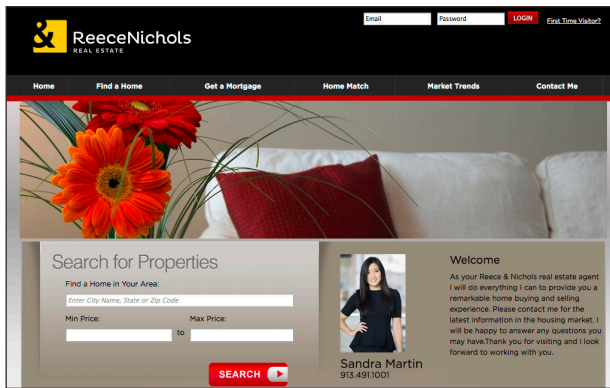 Email
Password
LOGIN
First Time Visitor?
&
ReeceNichols
REAL ESTATE
Home
Find a Home
Get a Mortgage
Home Match
Market Trends
Contact Me
Search for Properties
Find a Home in Your Area:
Enter City Name, State or Zip Code
Min Price:
Max Price:
to
SEARCH
Sandra Martin
913.491.1001
Welcome
As your Reece & Nichols real estate agent
I will do everything I can to provide you a
remarkable home buying and selling
experience. Please contact me for the
latest information in the housing market. I
will be happy to answer any questions you
may have.Thank you for visiting and I look
forward to working with you.